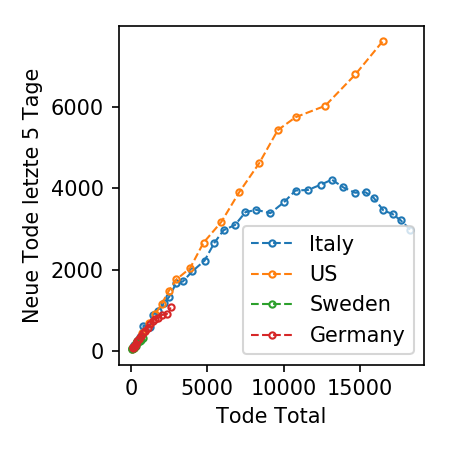 Neue Tode letzte 5 Tage
6000
4000
2000
0
Italy
US
Sweden
Germany
0 5000 10000 15000
Tode Total